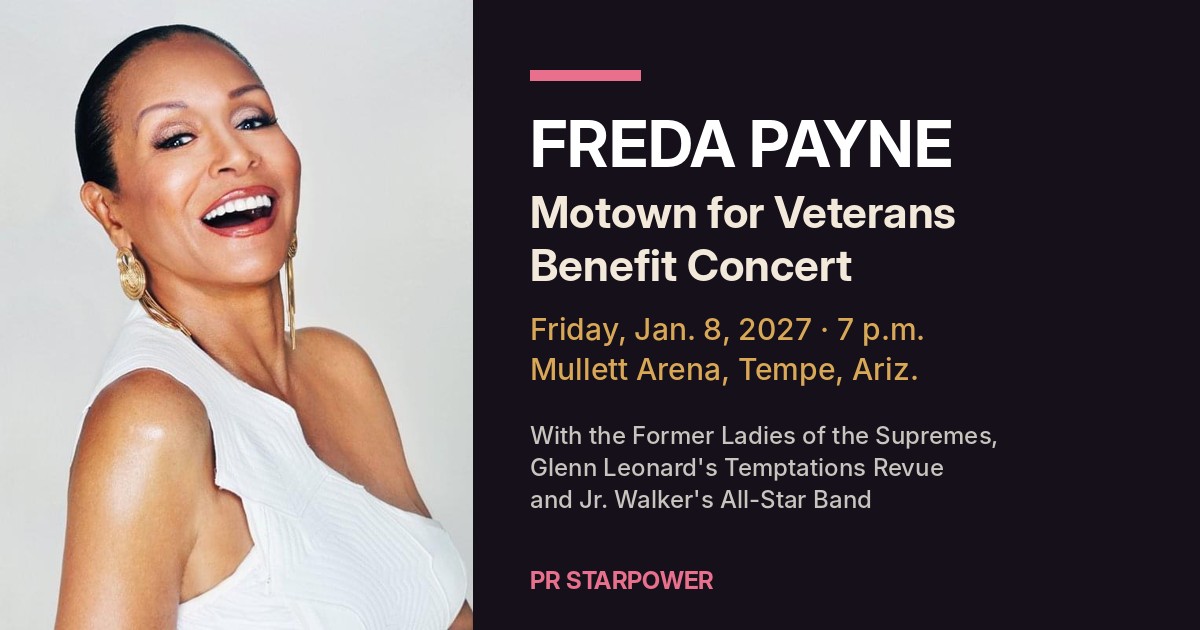 FREDA PAYNE
Motown for Veterans
Benefit Concert
Friday, Jan. 8, 2027 · 7 p.m.
Mullett Arena, Tempe, Ariz.
With the Former Ladies of the Supremes,
Glenn Leonard's Temptations Revue
and Jr. Walker's All-Star Band
PR STARPOWER